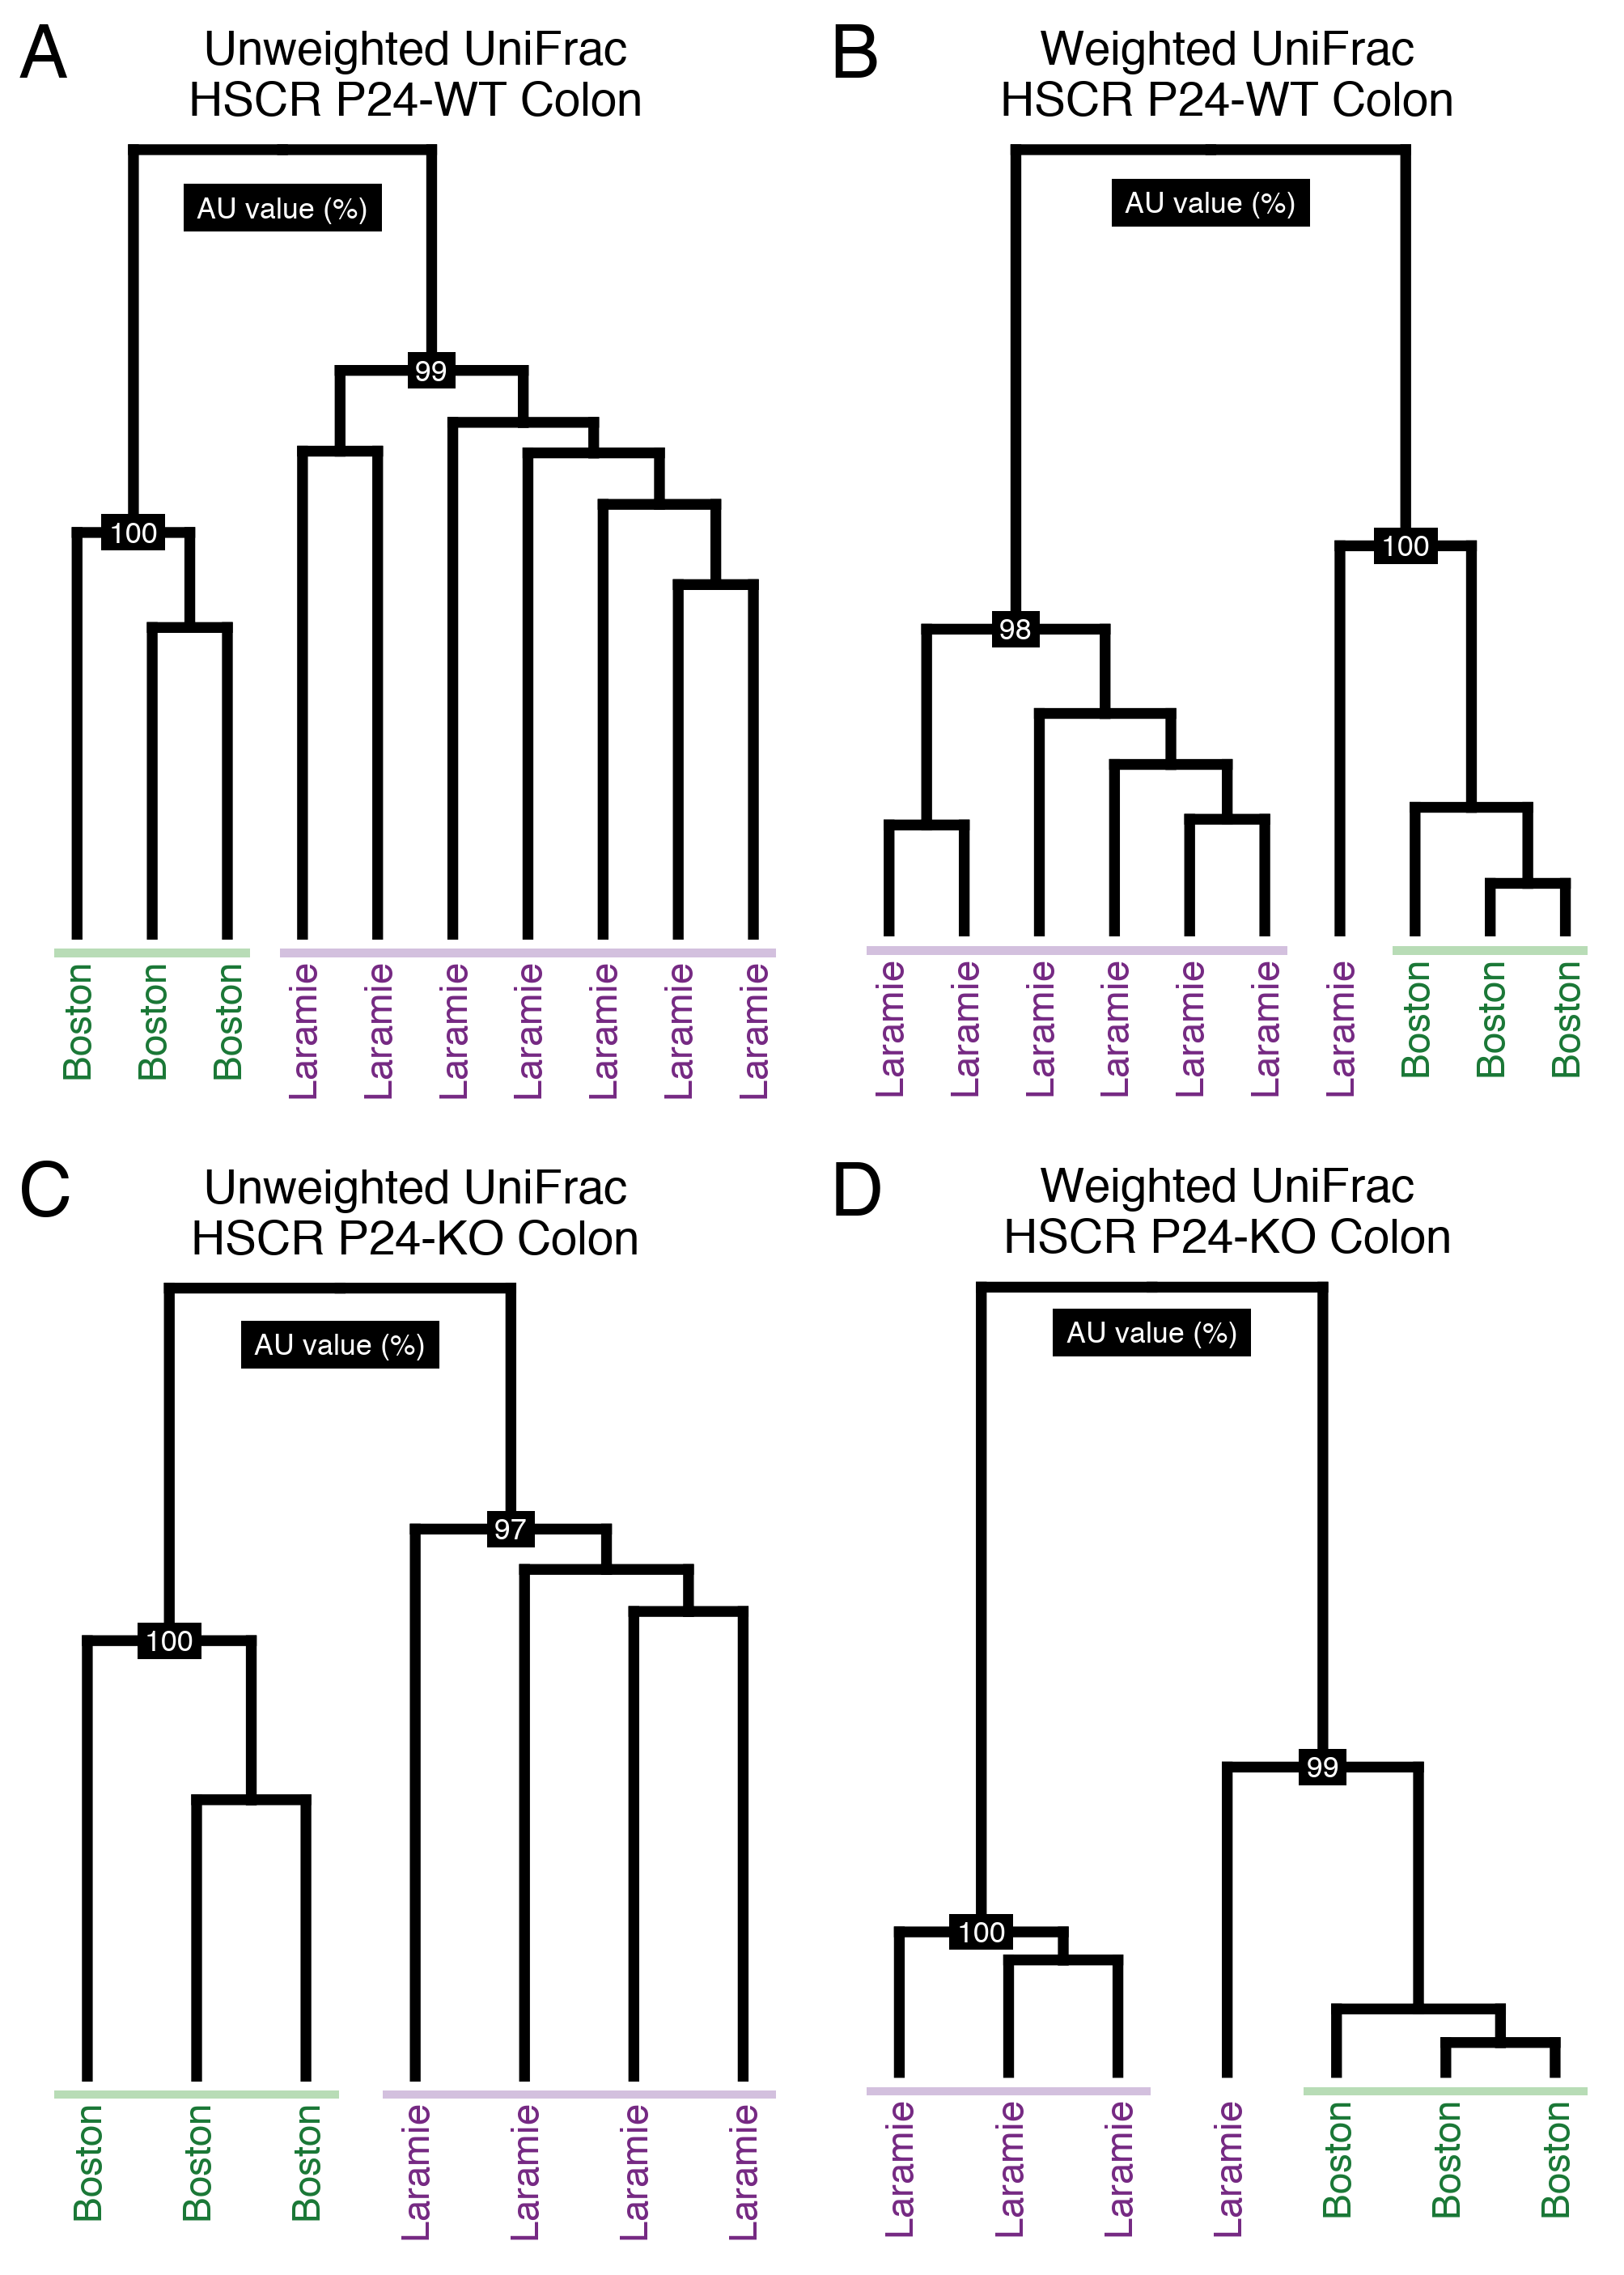 A
Unweighted UniFrac
HSCR P24-WT Colon
AU value (%)
99
100
Boston
Boston
Boston
Laramie
Laramie
Laramie
Laramie
Laramie
Laramie
Laramie
B
Weighted UniFrac
HSCR P24-WT Colon
AU value (%)
100
98
Laramie
Laramie
Laramie
Laramie
Laramie
Laramie
Laramie
Boston
Boston
Boston
C
Unweighted UniFrac
HSCR P24-KO Colon
AU value (%)
97
100
Boston
Boston
Boston
Laramie
Laramie
Laramie
Laramie
D
Weighted UniFrac
HSCR P24-KO Colon
AU value (%)
99
100
Laramie
Laramie
Laramie
Laramie
Boston
Boston
Boston